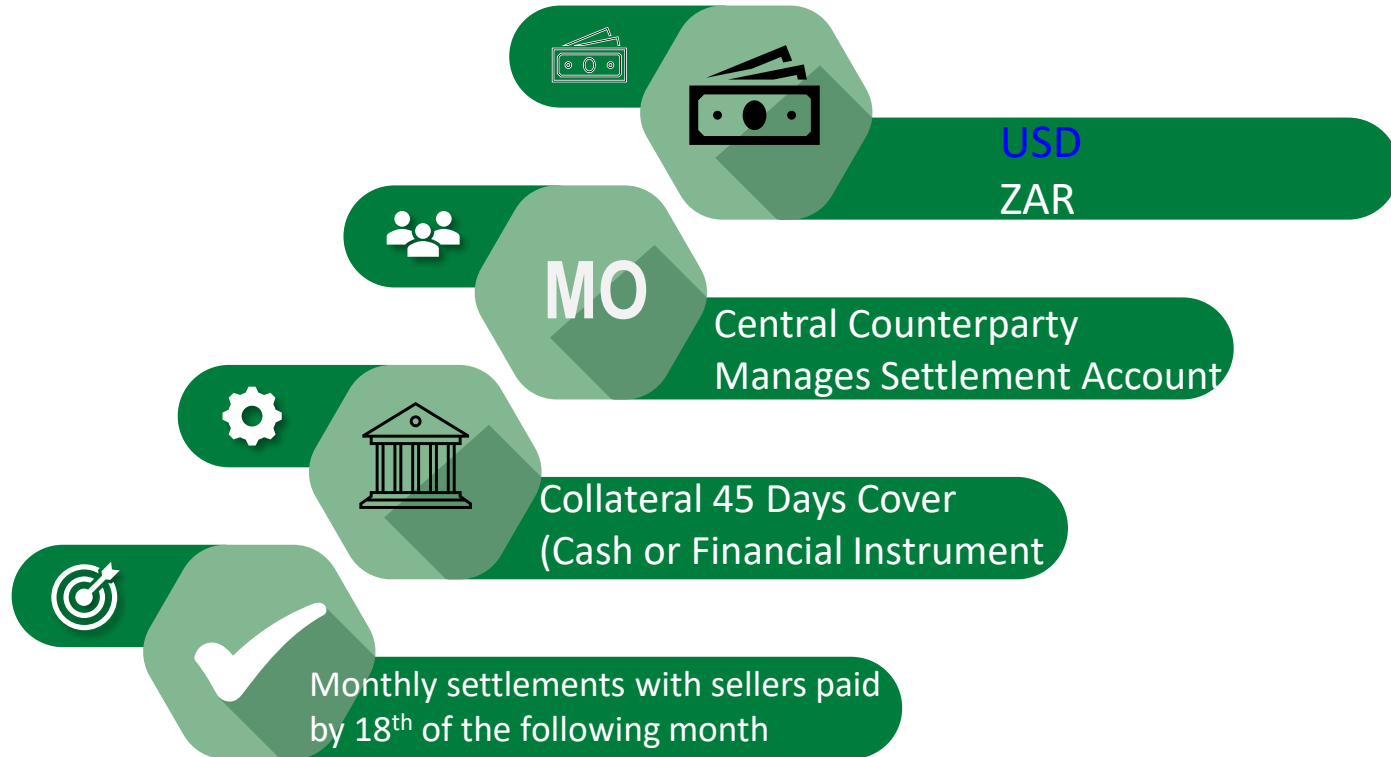 USD
ZAR
MO
Central Counterparty
Manages Settlement Account
Collateral 45 Days Cover
(Cash or Financial Instrument
Monthly settlements with sellers paid
by 18th of the following month